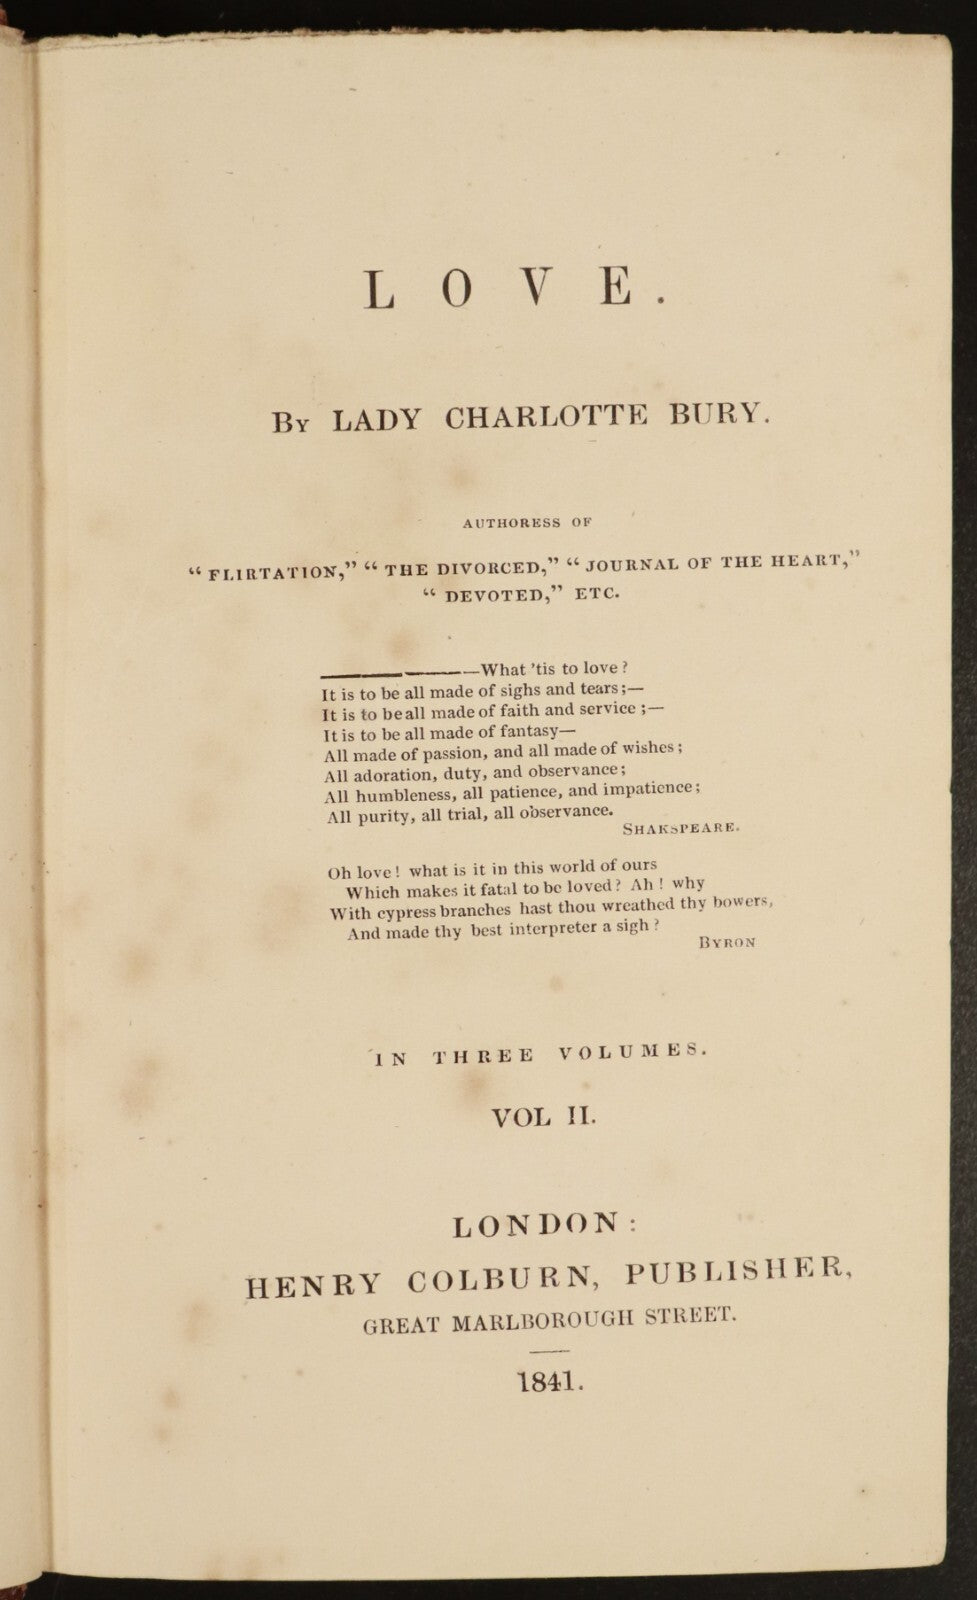 LOVE.
BY LADY CHARLOTTE BURY.
AUTHORESS OF
“ FLIRTATION,” “ THE DIVORCED,” “ JOURNAL OF THE HEART,”
“ DEVOTED,” ETC.
———— ————What ’tis to love?
It is to be all made of sighs and tears;—
It is to be all made of faith and service ;—
It is to be all made of fantasy—
All made of passion, and all made of wishes;
All adoration, duty, and observance;
All humbleness, all patience, and impatience;
All purity, all trial, all observance.
SHAKSPEARE.
Oh love! what is it in this world of ours
Which makes it fatal to be loved? Ah! why
With cypress branches hast thou wreathed thy bowers,
And made thy best interpreter a sigh?
BYRON
IN THREE VOLUMES.
VOL II.
LONDON:
HENRY COLBURN, PUBLISHER,
GREAT MARLBOROUGH STREET.
1841.